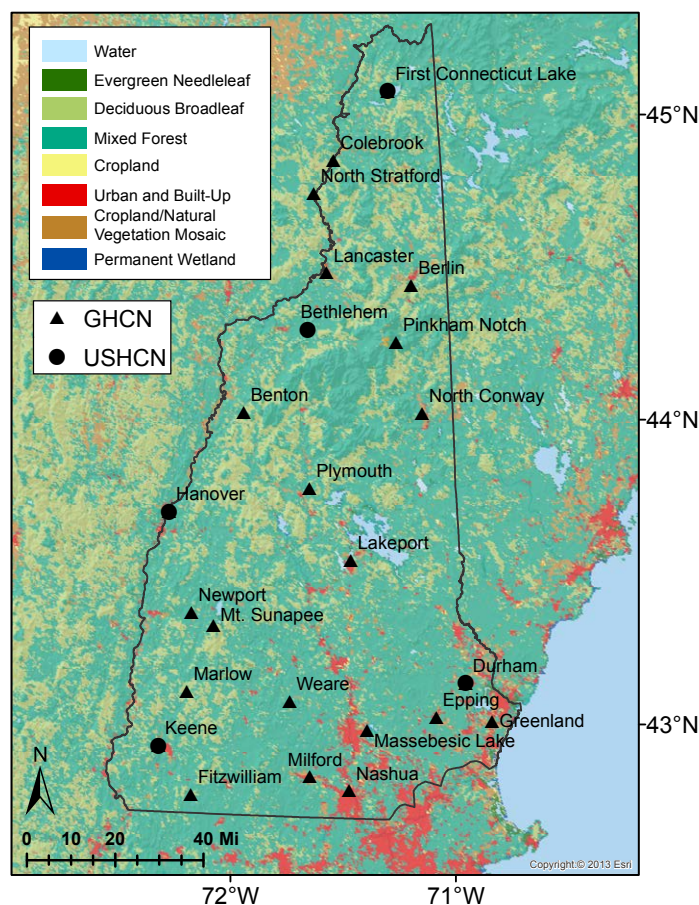 Water
Evergreen Needleleaf
Deciduous Broadleaf
Mixed Forest
Cropland
Urban and Built-Up
Cropland/Natural
Vegetation Mosaic
Permanent Wetland
GHCN
USHCN
First Connecticut Lake
45°N
Colebrook
North Stratford
Lancaster
Berlin
Bethlehem
Pinkham Notch
Benton
North Conway
44°N
Plymouth
Hanover
Lakeport
Newport
Mt. Sunapee
Marlow
Weare
Durham
Epping
Greenland
43°N
Keene
Massebesic Lake
Milford
Nashua
Fitzwilliam
N
0 10 20 40 Mi
Copyright:© 2013 Esri
72°W
71°W